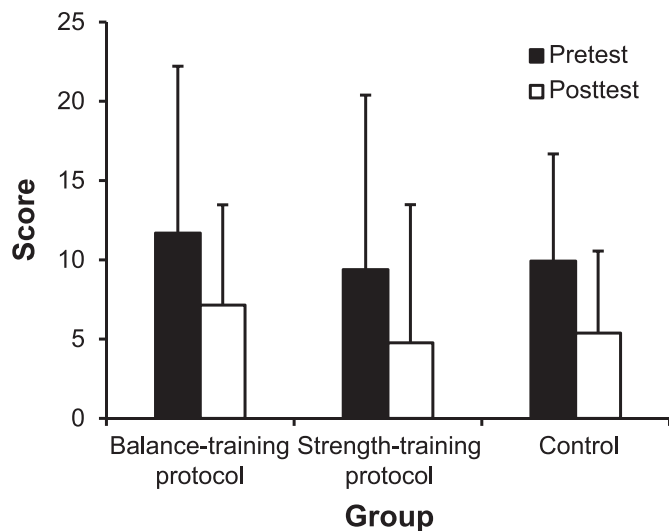 25
20
15
10
5
0
Score
Pretest
Posttest
Balance-training protocol
Strength-training protocol
Control
Group